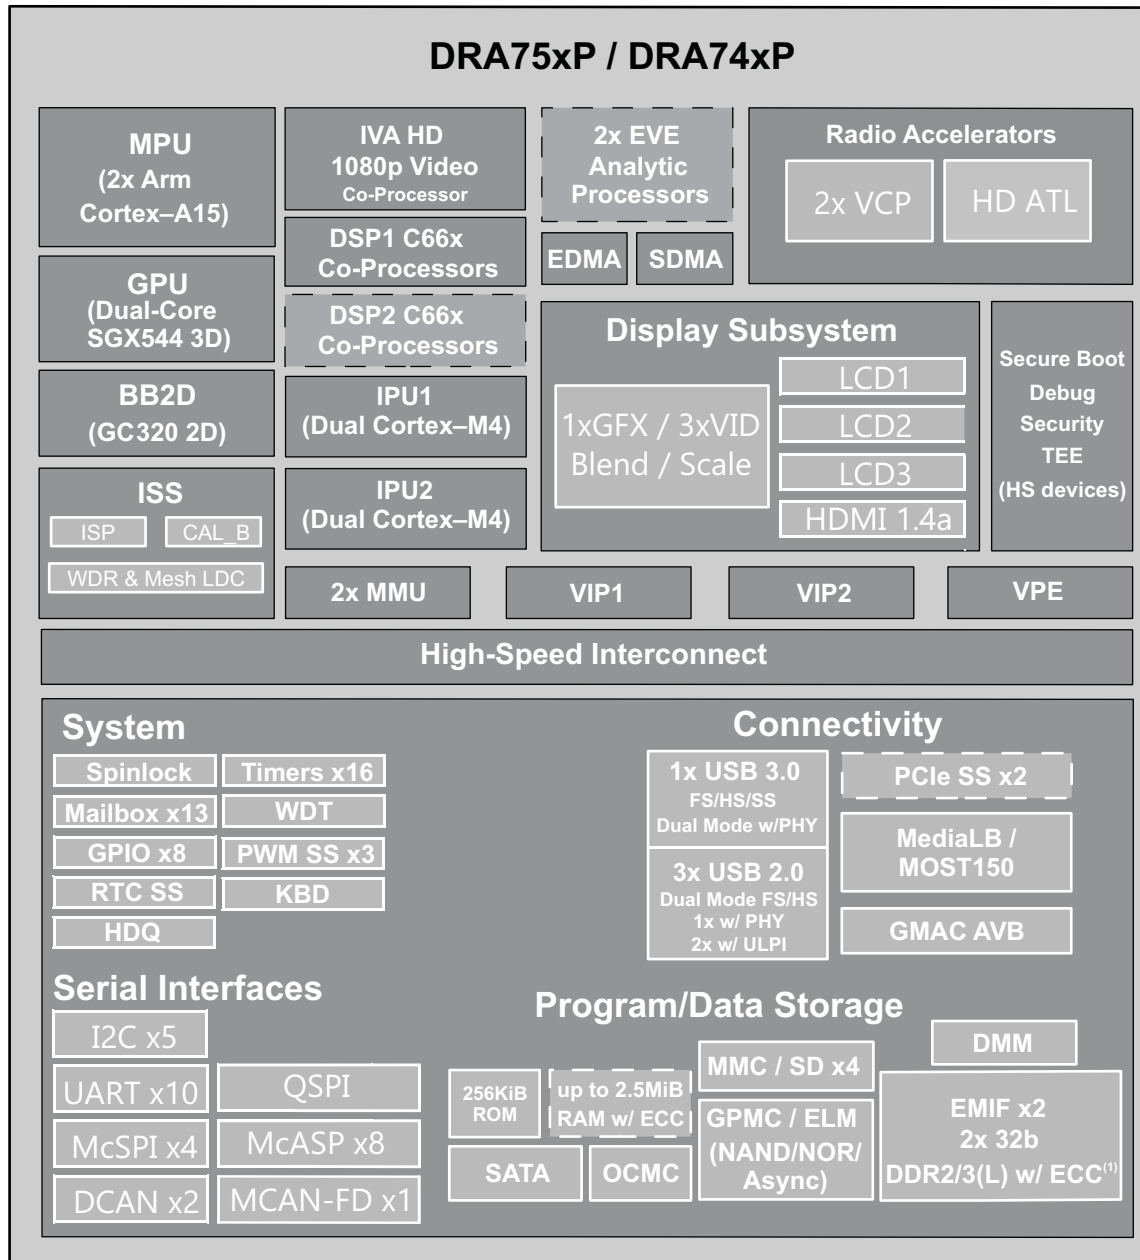 DRA75xP / DRA74xP
MPU
(2x Arm
Cortex–A15)
GPU
(Dual-Core
SGX544 3D)
BB2D
(GC320 2D)
ISS
ISP
CAL_B
WDR & Mesh LDC
IVA HD
1080p Video
Co-Processor
DSP1 C66x
Co-Processors
DSP2 C66x
Co-Processors
IPU1
(Dual Cortex–M4)
IPU2
(Dual Cortex–M4)
2x EVE
Analytic
Processors
EDMA
SDMA
Radio Accelerators
2x VCP
HD ATL
Display Subsystem
1xGFX / 3xVID
Blend / Scale
LCD1
LCD2
LCD3
HDMI 1.4a
Secure Boot
Debug
Security
TEE
(HS devices)
2x MMU
VIP1
VIP2
VPE
High-Speed Interconnect
System
Spinlock
Timers x16
Mailbox x13
WDT
GPIO x8
PWM SS x3
RTC SS
KBD
HDQ
Connectivity
1x USB 3.0
FS/HS/SS
Dual Mode w/PHY
3x USB 2.0
Dual Mode FS/HS
1x w/ PHY
2x w/ ULPI
PCIe SS x2
MediaLB /
MOST150
GMAC AVB
Serial Interfaces
I2C x5
UART x10
QSPI
McSPI x4
McASP x8
DCAN x2
MCAN-FD x1
Program/Data Storage
256KiB
ROM
up to 2.5MiB
RAM w/ ECC
SATA
OCMC
MMC / SD x4
GPMC / ELM
(NAND/NOR/
Async)
DMM
EMIF x2
2x 32b
DDR2/3(L) w/ ECC(1)